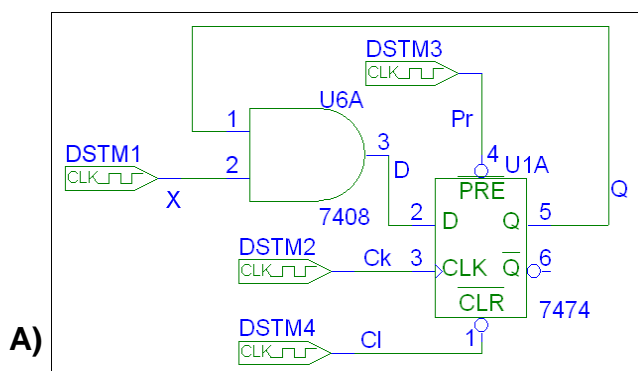 DSTM3
CLK
U6A
Pr
1
DSTM1
CLK
2
X
3
D
4
U1A
PRE
7408
2
D
Q
5
Q
DSTM2
CLK
Ck
3
CLK
Q
6
CLR
7474
DSTM4
CLK
Cl
1
A)